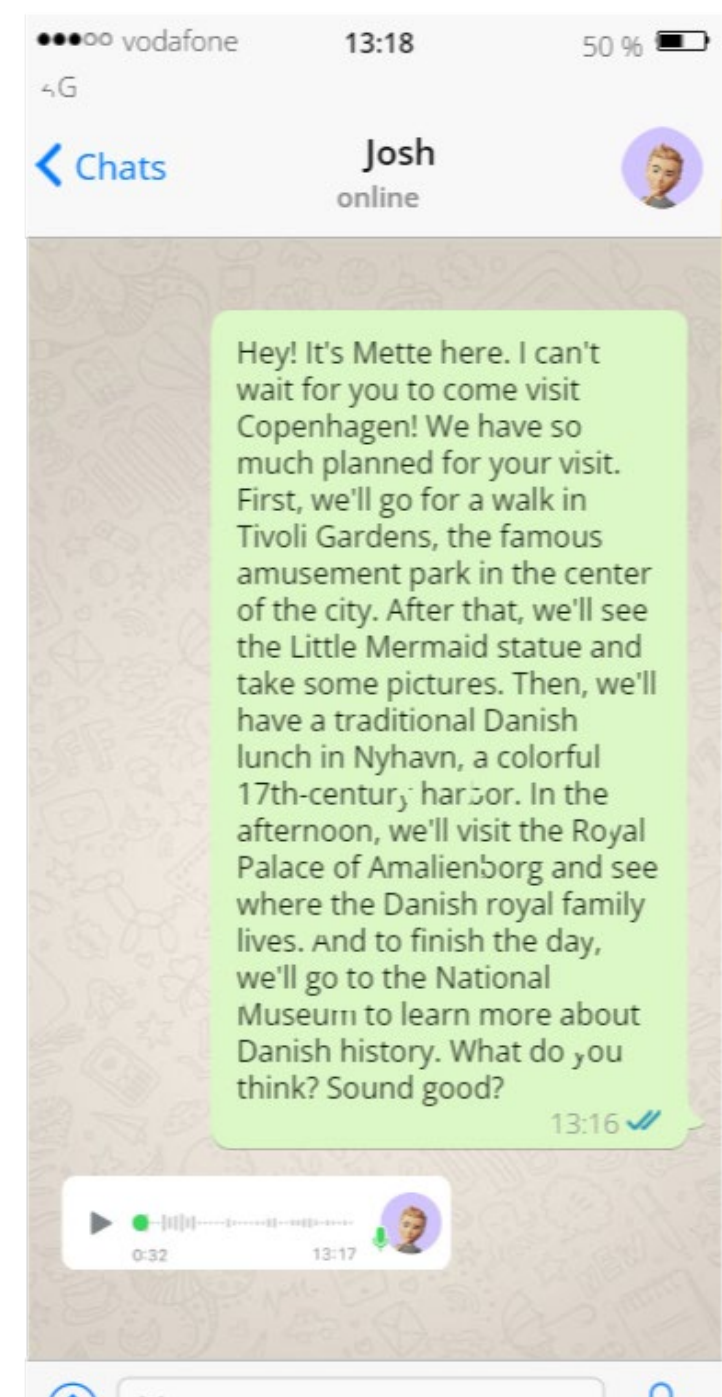 vodafone 13:18 50 %
4G
Chats Josh
online
Hey! It's Mette here. I can't
wait for you to come visit
Copenhagen! We have so
much planned for your visit.
First, we'll go for a walk in
Tivoli Gardens, the famous
amusement park in the center
of the city. After that, we'll see
the Little Mermaid statue and
take some pictures. Then, we'll
have a traditional Danish
lunch in Nyhavn, a colorful
17th-century harbor. In the
afternoon, we'll visit the Royal
Palace of Amalienborg and see
where the Danish royal family
lives. And to finish the day,
we'll go to the National
Museum to learn more about
Danish history. What do you
think? Sound good?
13:16
0:32 13:17